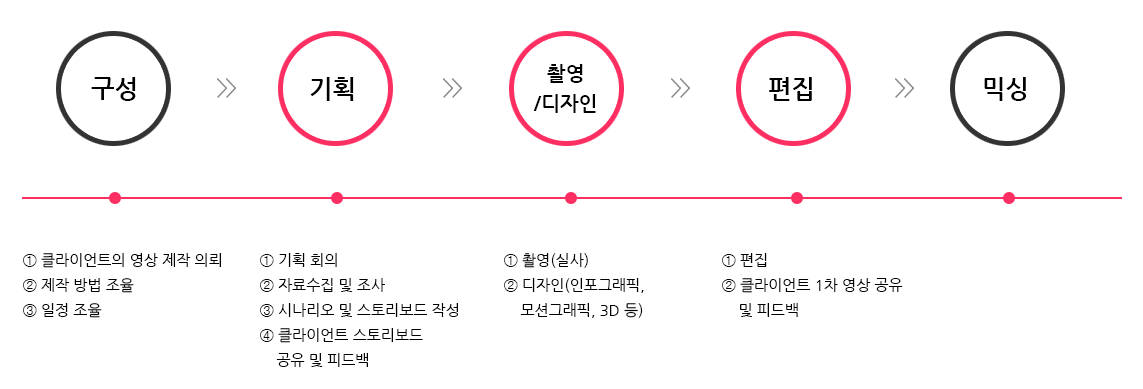 구성
기획
촬영
/디자인
편집
믹싱
① 클라이언트의 영상 제작 의뢰
② 제작 방법 조율
③ 일정 조율
① 기획 회의
② 자료수집 및 조사
③ 시나리오 및 스토리보드 작성
④ 클라이언트 스토리보드
공유 및 피드백
① 촬영(실사)
② 디자인(인포그래픽,
모션그래픽, 3D 등)
① 편집
② 클라이언트 1차 영상 공유
및 피드백